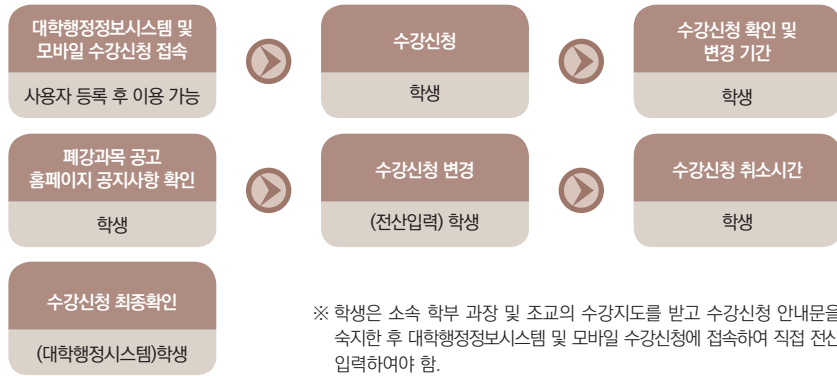 대학행정정보시스템 및
모바일 수강신청 접속
사용자 등록 후 이용 가능
수강신청
학생
수강신청 확인 및
변경 기간
학생
폐강과목 공고
홈페이지 공지사항 확인
학생
수강신청 변경
(전산입력) 학생
수강신청 취소시간
학생
수강신청 최종확인
(대학행정시스템)학생
※ 학생은 소속 학부 과장 및 조교의 수강지도를 받고 수강신청 안내문을
숙지한 후 대학행정정보시스템 및 모바일 수강신청에 접속하여 직접 전산
입력하여야 함.